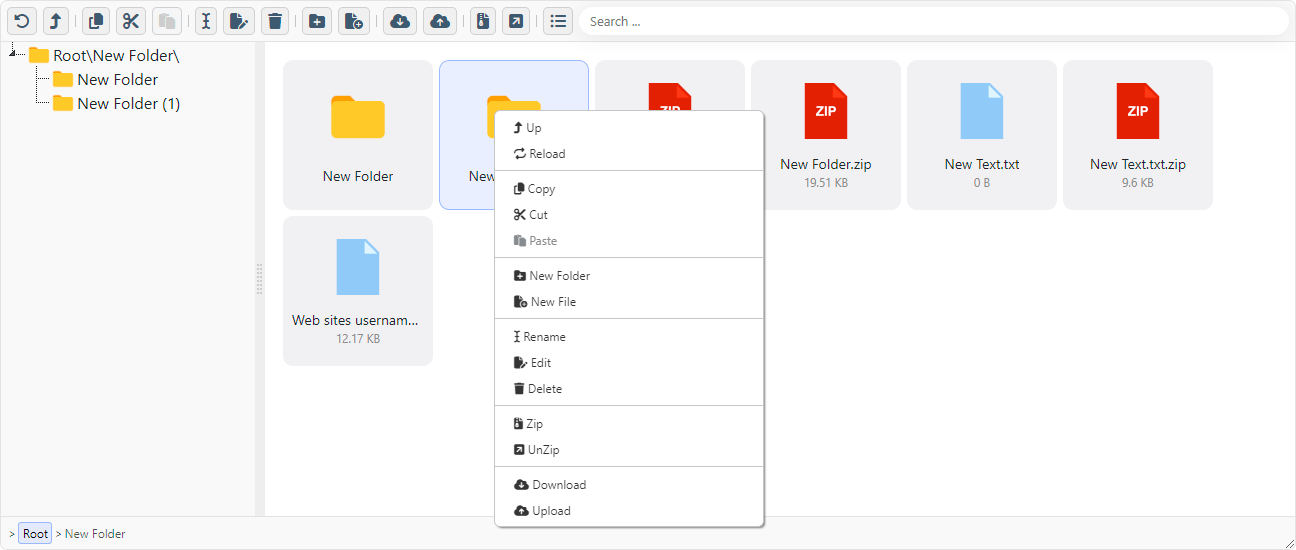 Search ...
Root\New Folder\
New Folder
New Folder (1)
New Folder
New
ZIP
ZIP
New Folder.zip
19.51 KB
New Text.txt
0 B
ZIP
New Text.txt.zip
9.6 KB
Web sites usernam...
12.17 KB
Up
Reload
Copy
Cut
Paste
New Folder
New File
Rename
Edit
Delete
Zip
UnZip
Download
Upload
> Root > New Folder